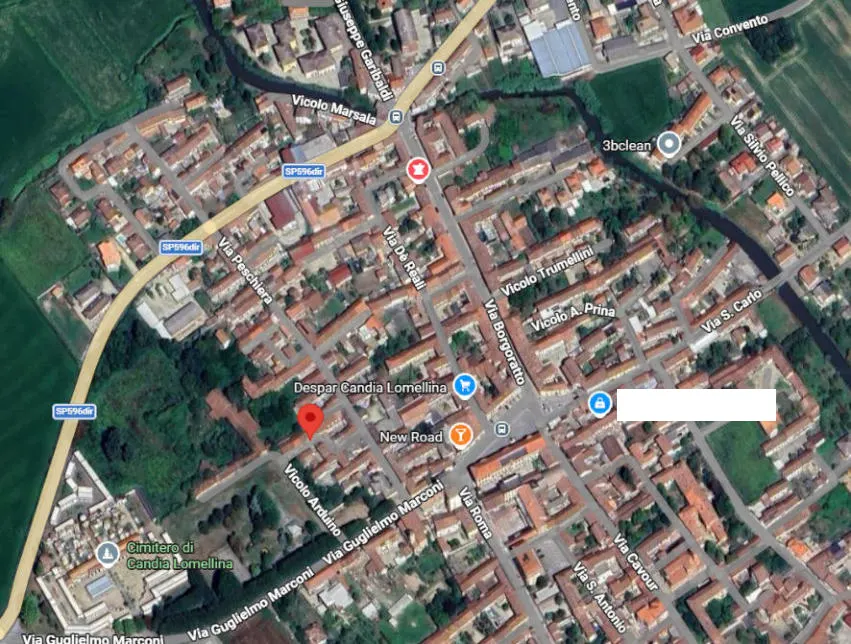 Via Convento
Giuseppe Garibaldi
Vicolo Marsala
3bclean
Via Silvio Pellico
SP596dir
SP596dir
Via Peschiera
Via De Reali
Vicolo Trumellini
Via Borgoratto
Vicolo A. Prina
Via S. Carlo
Despar Candia Lomellina
SP596dir
New Road
Vicolo Arduino
Via Guglielmo Marconi
Via Roma
Cimitero di
Candia Lomellina
Via Cavour
Via S. Antonio
Via Guglielmo Marconi
Via Guglielmo Marconi